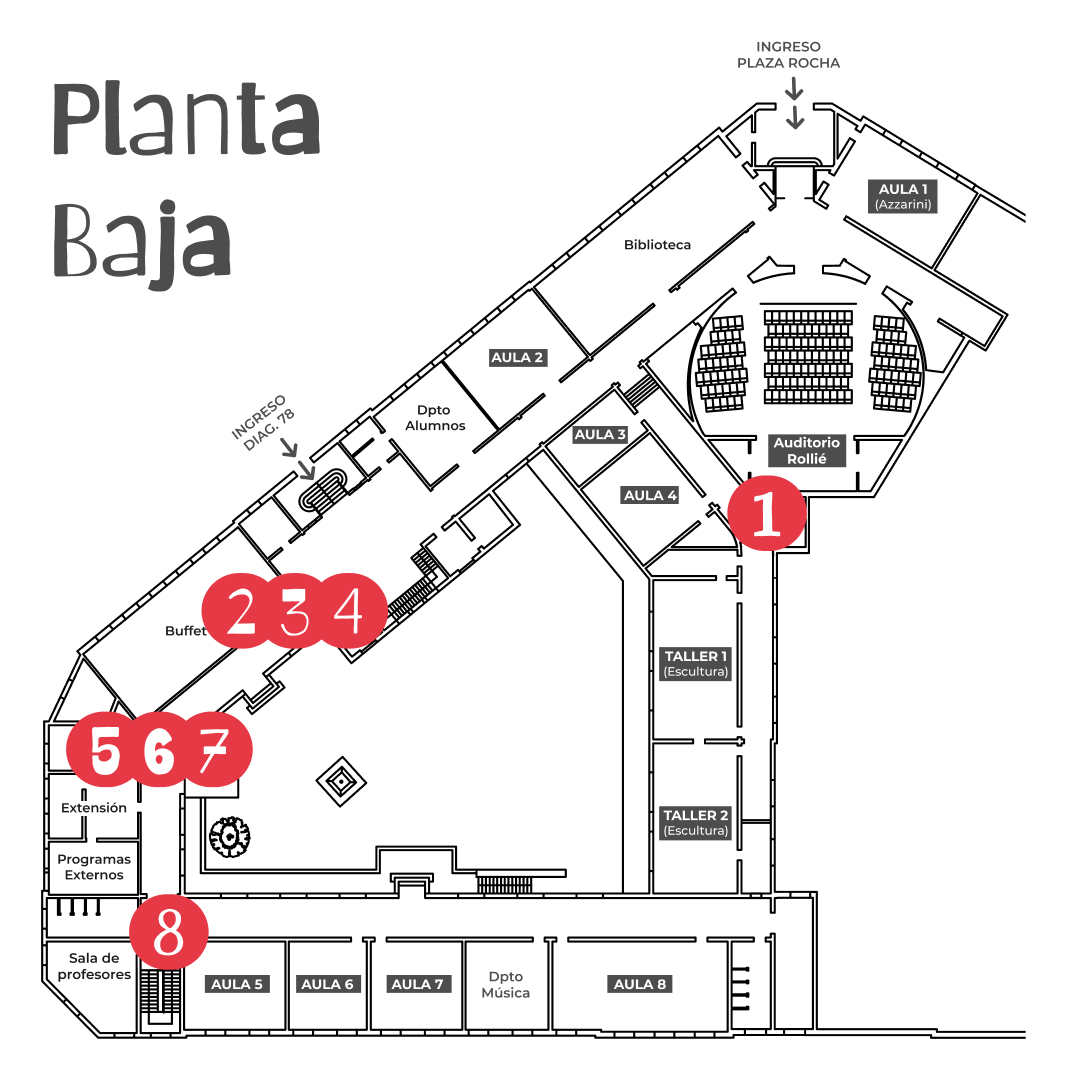 Planta
Baja
INGRESO
PLAZA ROCHA
AULA 1
(Azzarini)
Biblioteca
AULA 2
Dpto
Alumnos
INGRESO
DIAG. 78
AULA 3
AULA 4
Auditorio
Rollié
1
2 3 4
Buffet
TALLER 1
(Escultura)
5 6 7
Extensión
TALLER 2
(Escultura)
Programas
Externos
8
Sala de
profesores
AULA 5
AULA 6
AULA 7
Dpto
Música
AULA 8